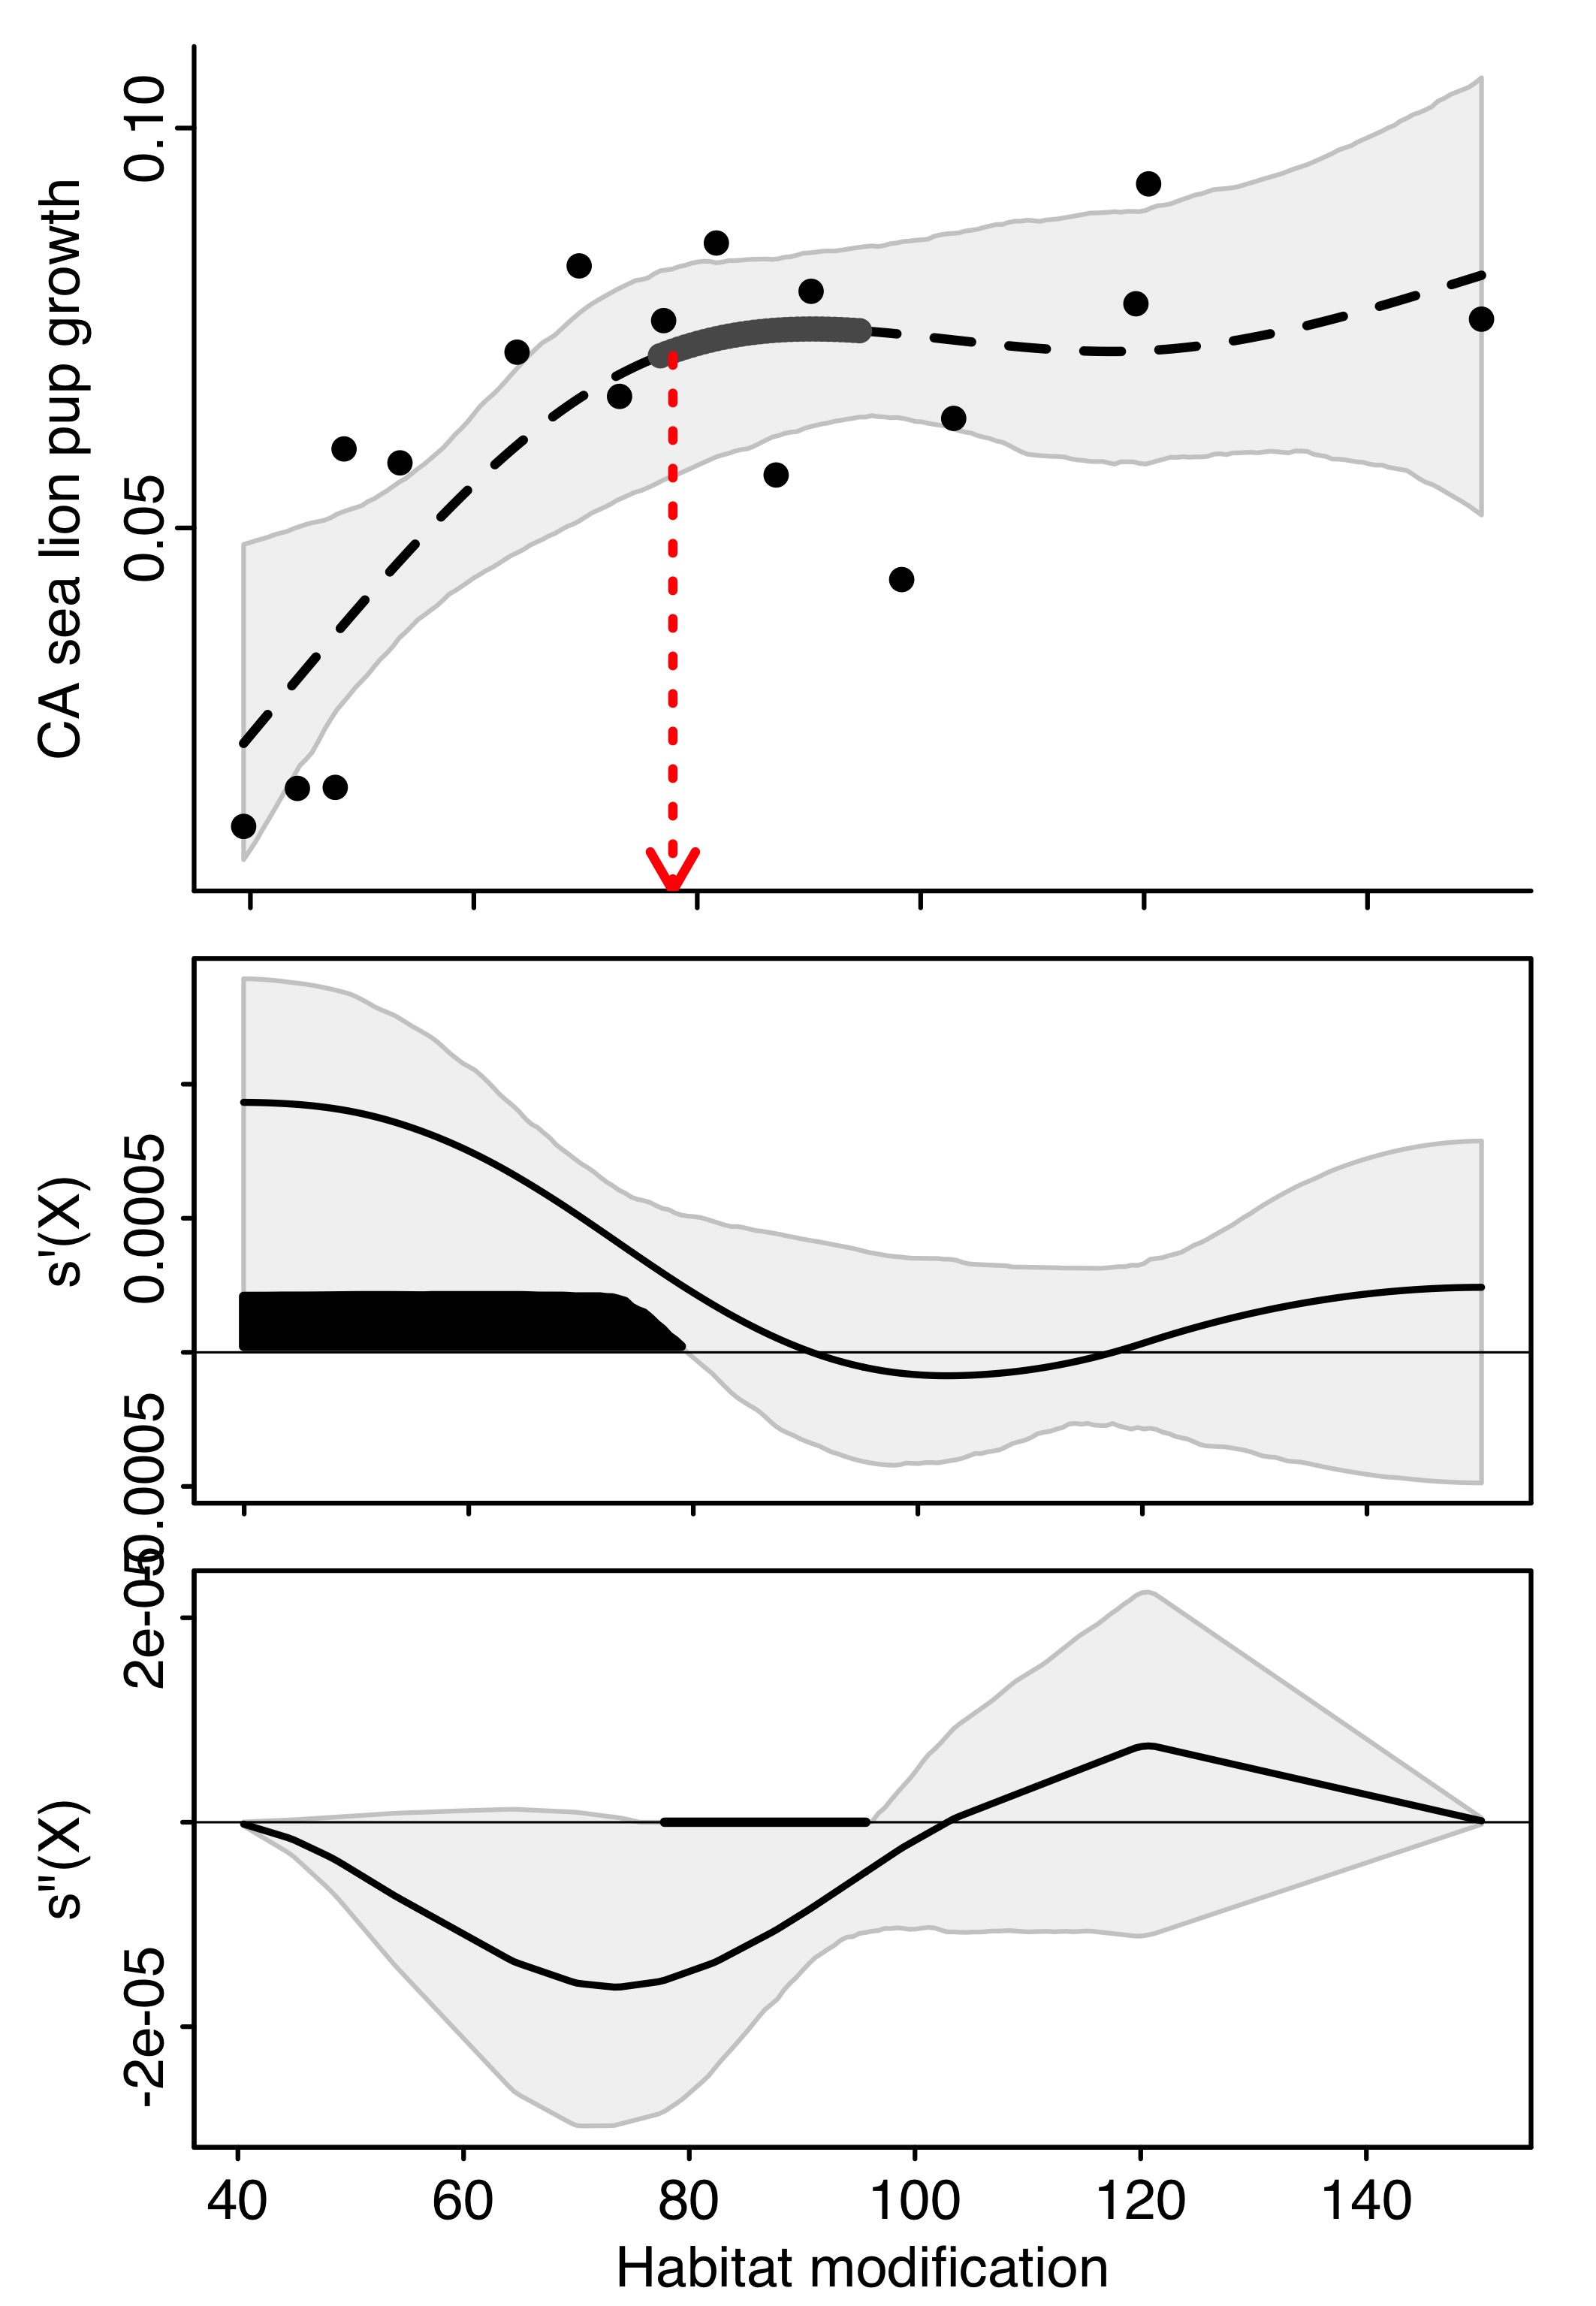 CA sea lion pup growth
0.10
0.05
s'(X)
0.0005
-0.0005
s''(X)
2e-05
-2e-05
40 60 80 100 120 140
Habitat modification